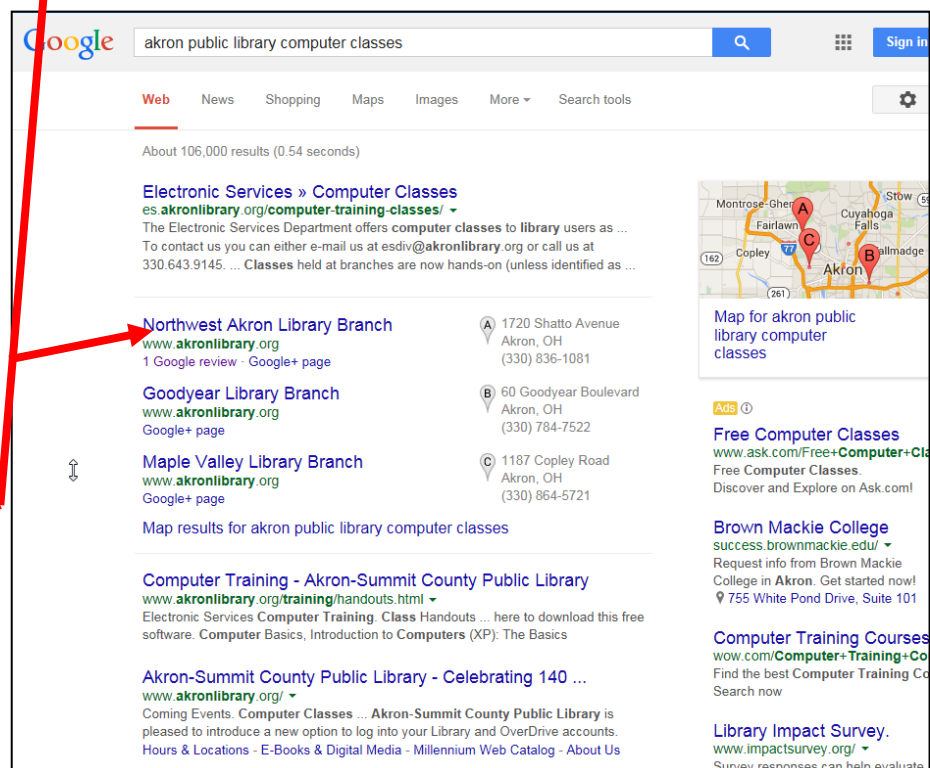 Google
akron public library computer classes
Sign in
Web News Shopping Maps Images More Search tools
About 106,000 results (0.54 seconds)
Electronic Services » Computer Classes
es.akronlibrary.org/computer-training-classes/
The Electronic Services Department offers computer classes to library users as ...
To contact us you can either e-mail us at esdiv@akronlibrary.org or call us at
330.643.9145. ... Classes held at branches are now hands-on (unless identified as ...
Northwest Akron Library Branch
www.akronlibrary.org
1 Google review - Google+ page
A 1720 Shatto Avenue
Akron, OH
(330) 836-1081
Goodyear Library Branch
www.akronlibrary.org
Google+ page
B 60 Goodyear Boulevard
Akron, OH
(330) 784-7522
Maple Valley Library Branch
www.akronlibrary.org
Google+ page
C 1187 Copley Road
Akron, OH
(330) 864-5721
Map results for akron public library computer classes
Computer Training - Akron-Summit County Public Library
www.akronlibrary.org/training/handouts.html
Electronic Services Computer Training. Class Handouts ... here to download this free
software. Computer Basics, Introduction to Computers (XP): The Basics
Akron-Summit County Public Library - Celebrating 140 ...
www.akronlibrary.org/
Coming Events. Computer Classes ... Akron-Summit County Public Library is
pleased to introduce a new option to log into your Library and OverDrive accounts.
Hours & Locations - E-Books & Digital Media - Millennium Web Catalog - About Us
Montrose-Gher
Stow
A
Cuyahoga
Falls
Fairlawn
C
162
Copley
77
B
allmadge
Akron
261
Map for akron public
library computer
classes
Ads
Free Computer Classes
www.ask.com/Free+Computer+Cla
Free Computer Classes.
Discover and Explore on Ask.com!
Brown Mackie College
success.brownmackie.edu/
Request info from Brown Mackie
College in Akron. Get started now!
755 White Pond Drive, Suite 101
Computer Training Courses
wow.com/Computer+Training+Co
Find the best Computer Training Co
Search now
Library Impact Survey.
www.impactsurvey.org/
Survey responses can help evaluate